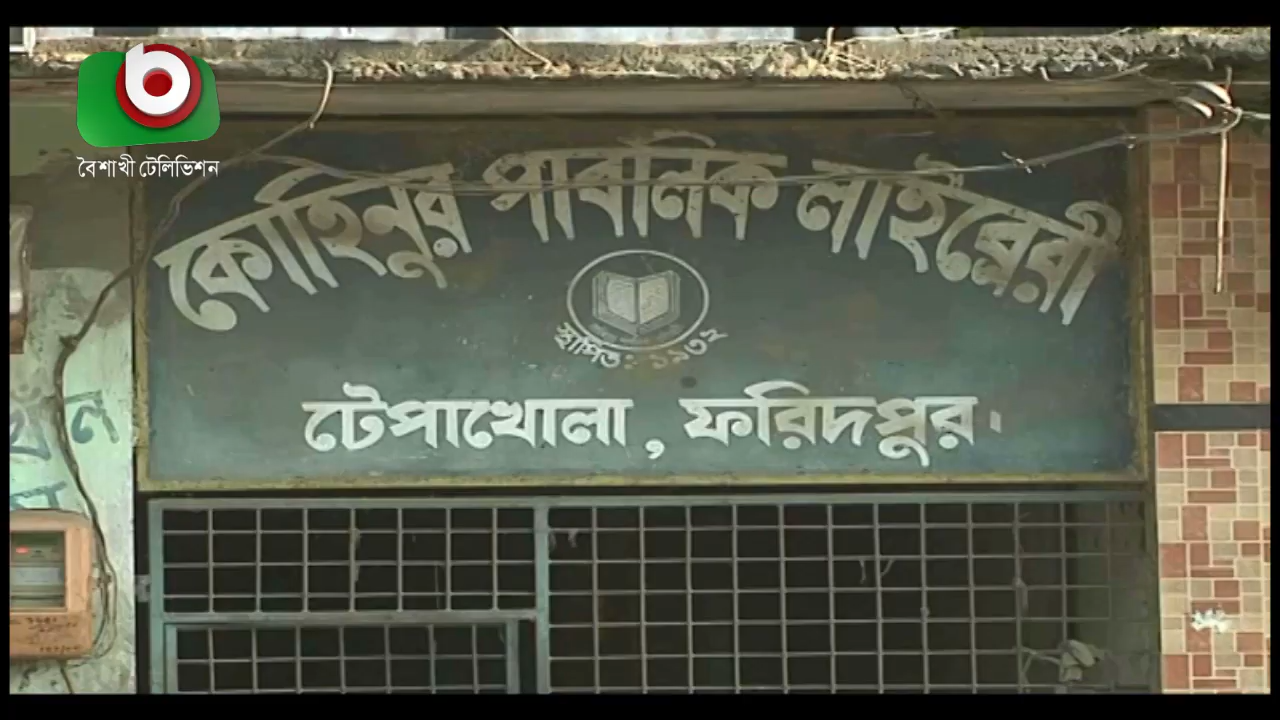 বৈশাখী টেলিভিশন
কোহিনুর পাবলিক লাইব্রেরী
স্থাপিত: ১৯৩২
টেপাখোলা, ফরিদপুর।